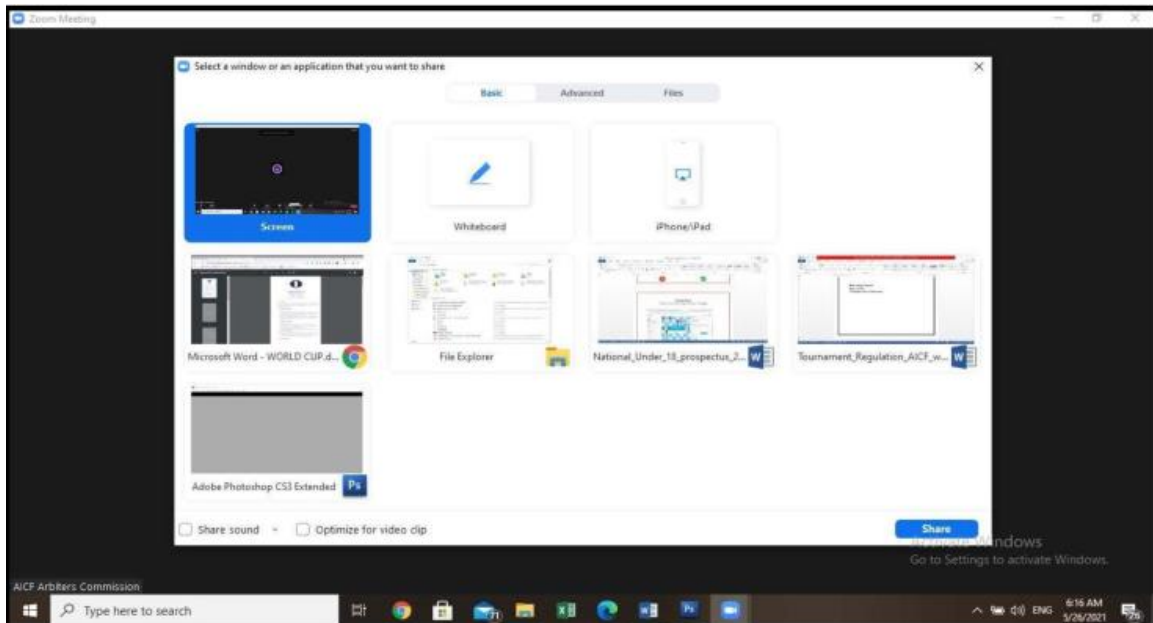 Zoom Meeting
Select a window or an application that you want to share
Basic Advanced Files
Screen
Whiteboard
iPhone/iPad
Microsoft Word - WORLD CUP.d...
File Explorer
National_Under_18_prospectus_2...
Tournament_Regulation_AICF_w...
Adobe Photoshop CS3 Extended
Share sound
Optimize for video clip
Share
Activate Windows
Go to Settings to activate Windows.
AICF Arbiters Commission
Type here to search
ENG
6:16 AM
5/26/2021